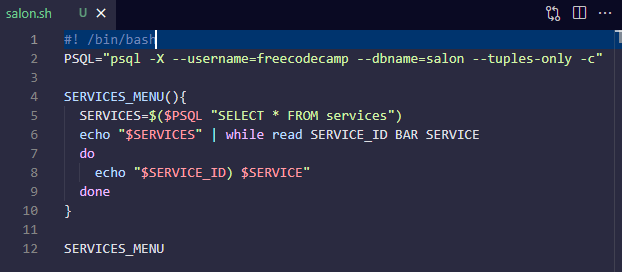 salon.sh U
1 #! /bin/bash
2 PSQL="psql -X --username=freecodecamp --dbname=salon --tuples-only -c"
3
4 SERVICES_MENU(){
5   SERVICES=$($PSQL "SELECT * FROM services")
6   echo "$SERVICES" | while read SERVICE_ID BAR SERVICE
7   do
8     echo "$SERVICE_ID) $SERVICE"
9   done
10 }
11
12 SERVICES_MENU